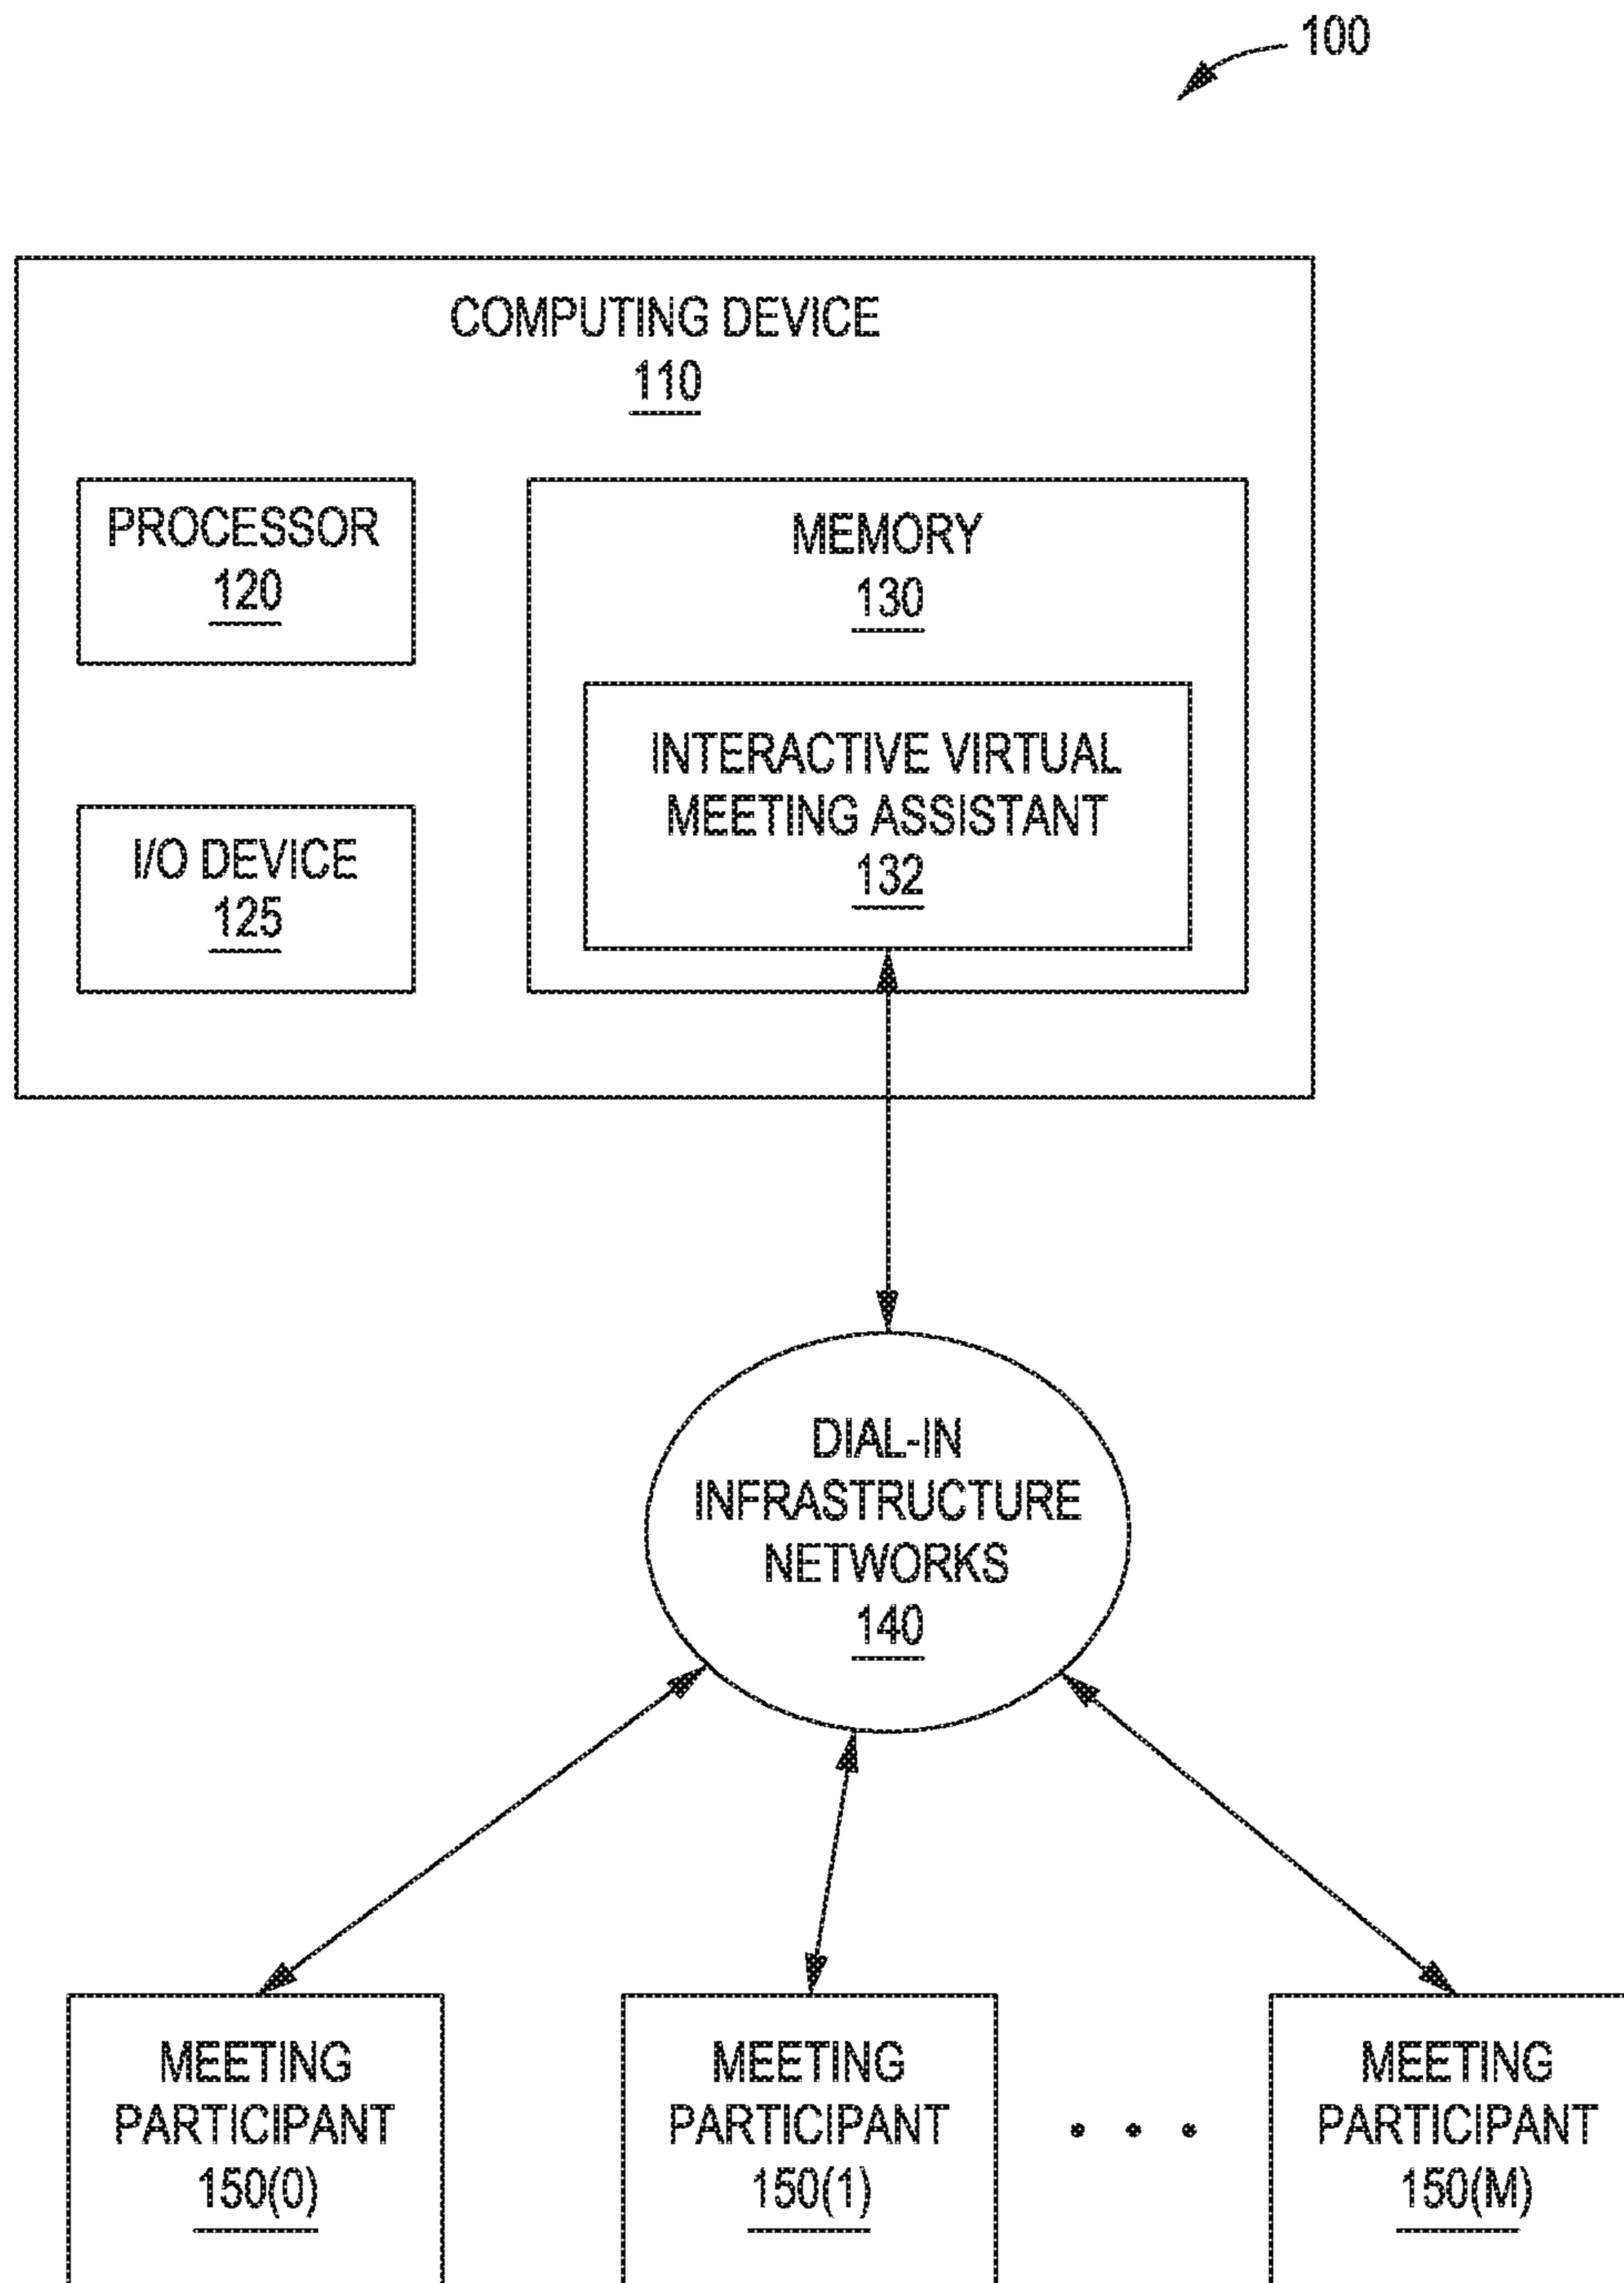 100
COMPUTING DEVICE
110
PROCESSOR
120
MEMORY
130
INTERACTIVE VIRTUAL
MEETING ASSISTANT
132
I/O DEVICE
125
DIAL-IN
INFRASTRUCTURE
NETWORKS
140
MEETING
PARTICIPANT
150(0)
MEETING
PARTICIPANT
150(1)
• • •
MEETING
PARTICIPANT
150(M)